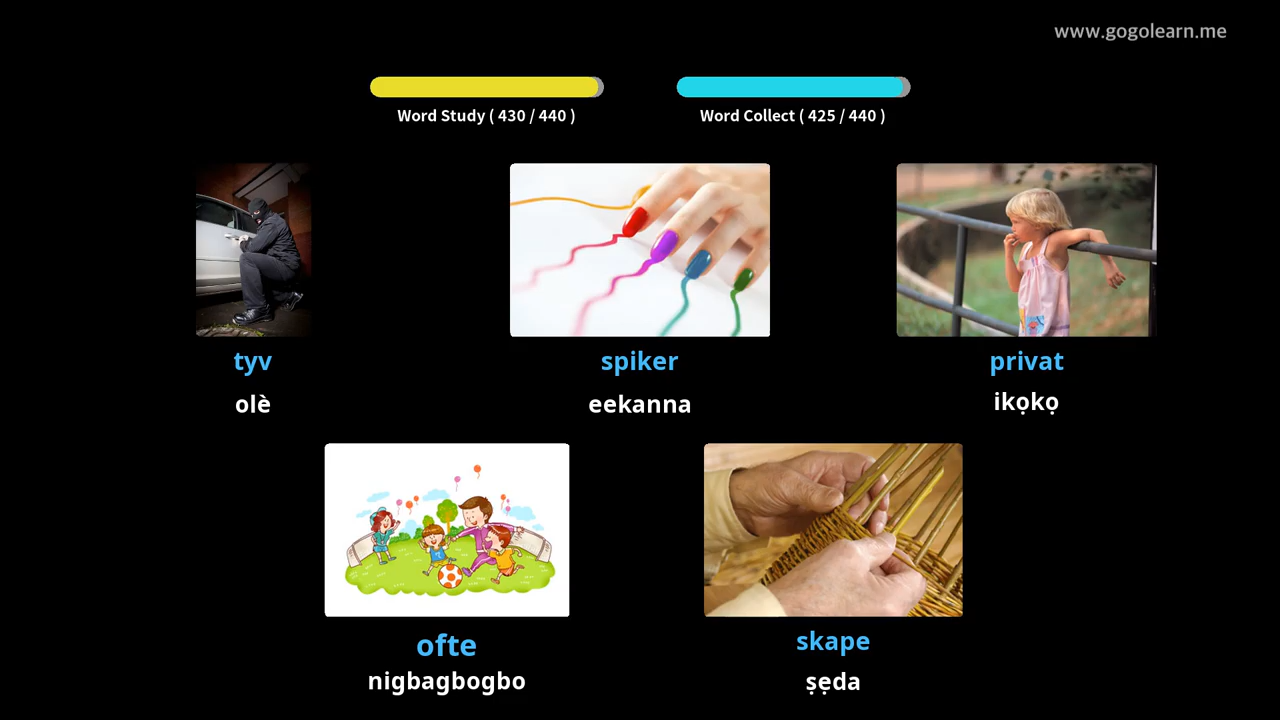 www.gogolearn.me
Word Study ( 430 / 440 )
Word Collect ( 425 / 440 )
tyv
olè
spiker
eekanna
privat
ikọkọ
ofte
nigbagbogbo
skape
ṣẹda